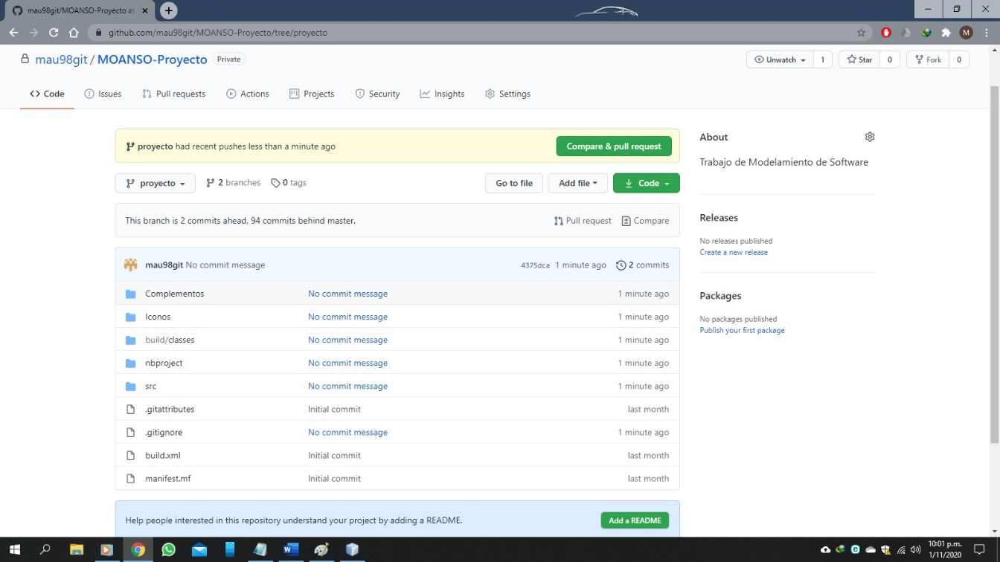 mau98git/MOANSO-Proyecto at
github.com/mau98git/MOANSO-Proyecto/tree/proyecto
M
mau98git / MOANSO-Proyecto Private
Unwatch 1 Star 0 Fork 0
Code Issues Pull requests Actions Projects Security Insights Settings
proyecto had recent pushes less than a minute ago Compare & pull request
proyecto 2 branches 0 tags Go to file Add file Code
This branch is 2 commits ahead, 94 commits behind master. Pull request Compare
mau98git No commit message 4375dca 1 minute ago 2 commits
Complementos No commit message 1 minute ago
Iconos No commit message 1 minute ago
build/classes No commit message 1 minute ago
nbproject No commit message 1 minute ago
src No commit message 1 minute ago
.gitattributes Initial commit last month
.gitignore No commit message 1 minute ago
build.xml Initial commit last month
manifest.mf Initial commit last month
Help people interested in this repository understand your project by adding a README. Add a README
About
Trabajo de Modelamiento de Software
Releases
No releases published
Create a new release
Packages
No packages published
Publish your first package
10:01 p.m.
1/11/2020